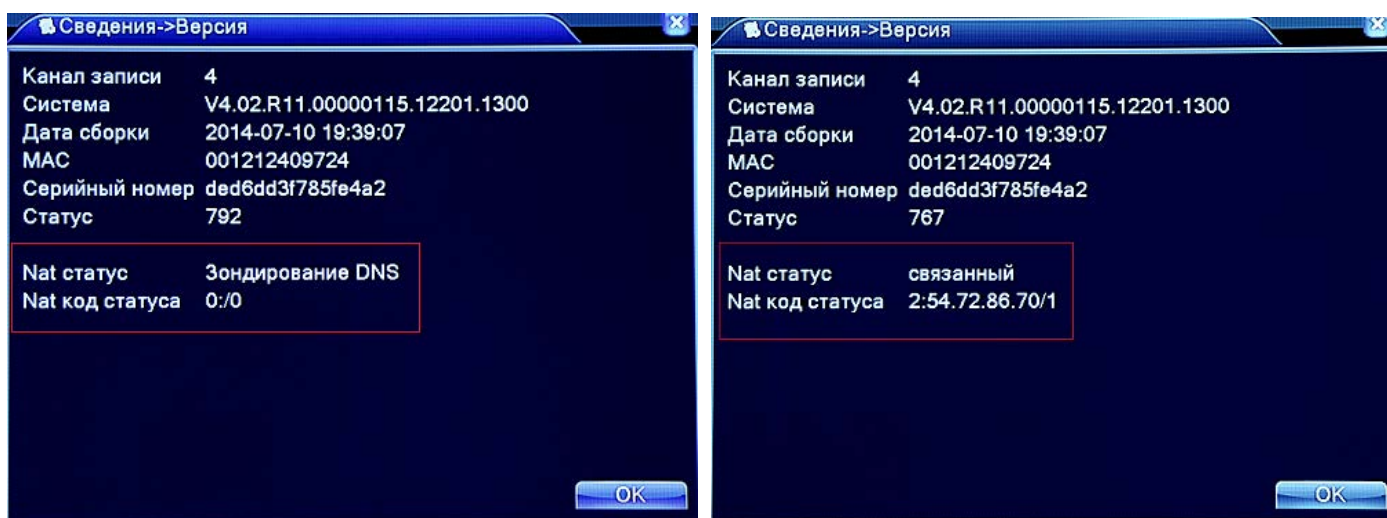 Сведения->Версия
Канал записи 4
Система V4.02.R11.00000115.12201.1300
Дата сборки 2014-07-10 19:39:07
MAC 001212409724
Серийный номер ded6dd3f785fe4a2
Статус 792
Nat статус Зондирование DNS
Nat код статуса 0:/0
OK
Сведения->Версия
Канал записи 4
Система V4.02.R11.00000115.12201.1300
Дата сборки 2014-07-10 19:39:07
MAC 001212409724
Серийный номер ded6dd3f785fe4a2
Статус 767
Nat статус связанный
Nat код статуса 2:54.72.86.70/1
OK